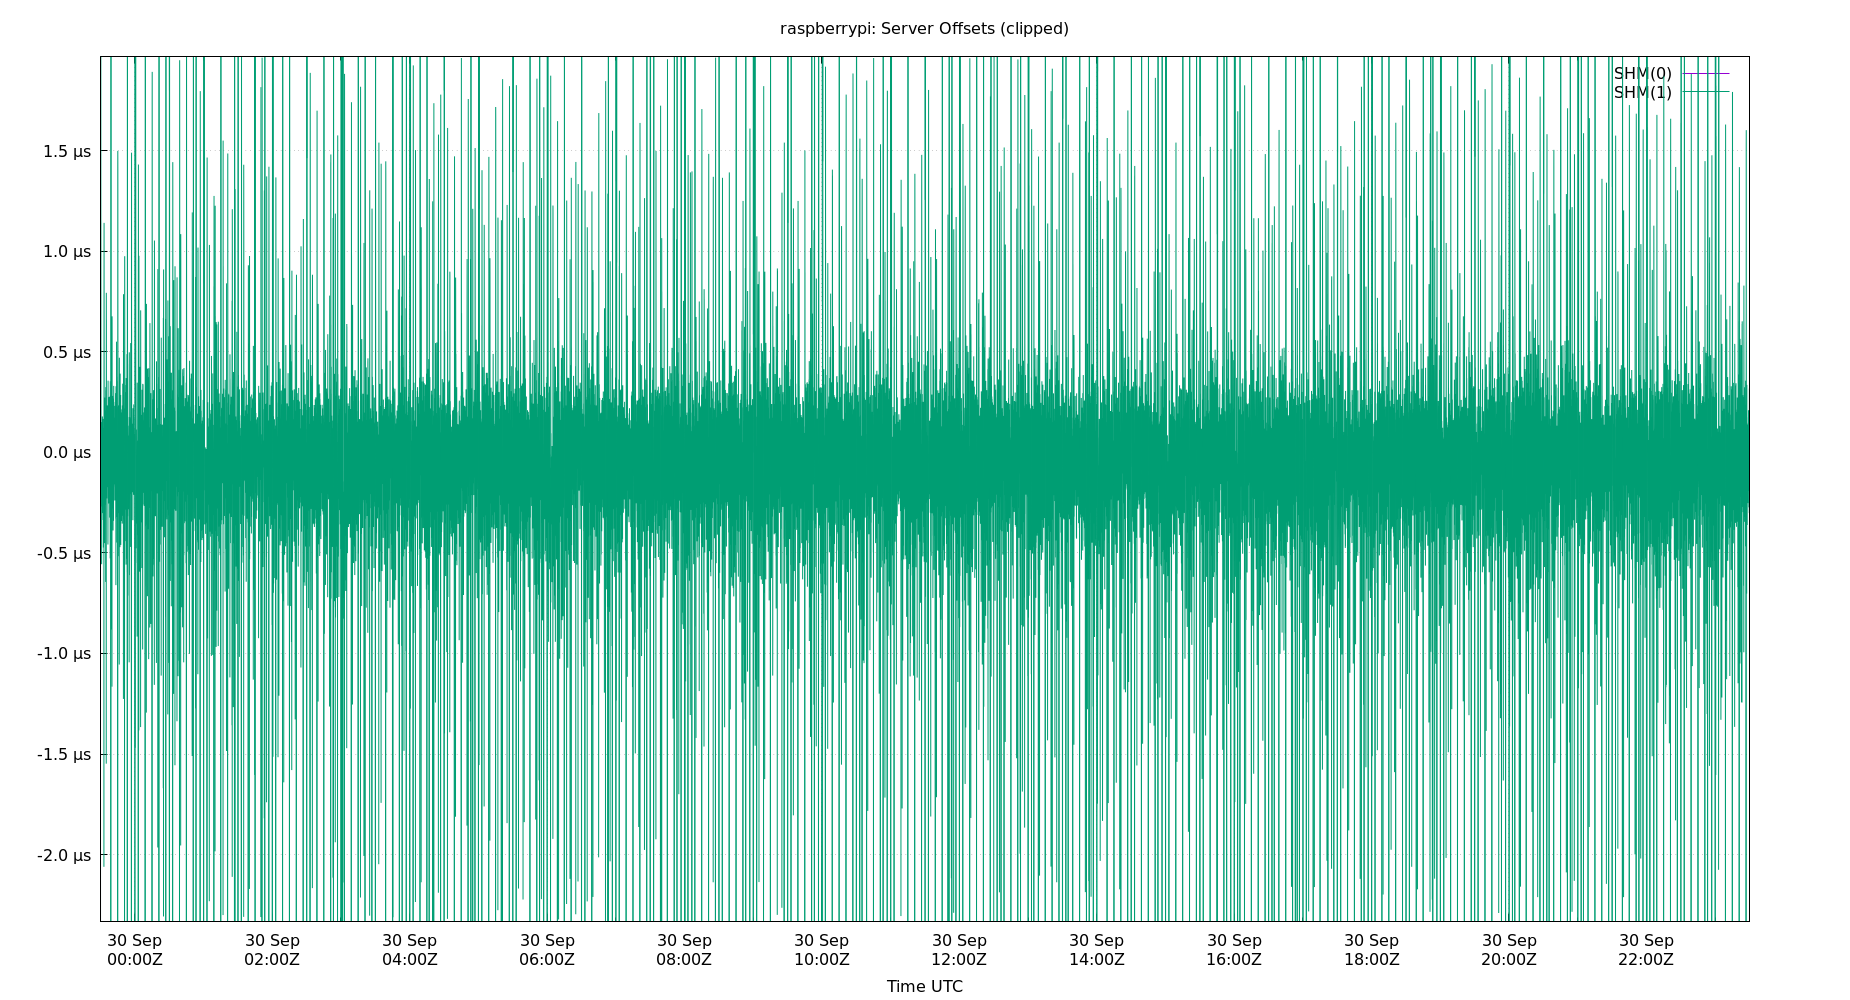 raspberrypi: Server Offsets (clipped)
SHM(0)
SHM(1)
1.5 µs
1.0 µs
0.5 µs
0.0 µs
-0.5 µs
-1.0 µs
-1.5 µs
-2.0 µs
30 Sep 30 Sep 30 Sep 30 Sep 30 Sep 30 Sep 30 Sep 30 Sep 30 Sep 30 Sep 30 Sep 30 Sep
00:00Z 02:00Z 04:00Z 06:00Z 08:00Z 10:00Z 12:00Z 14:00Z 16:00Z 18:00Z 20:00Z 22:00Z
Time UTC